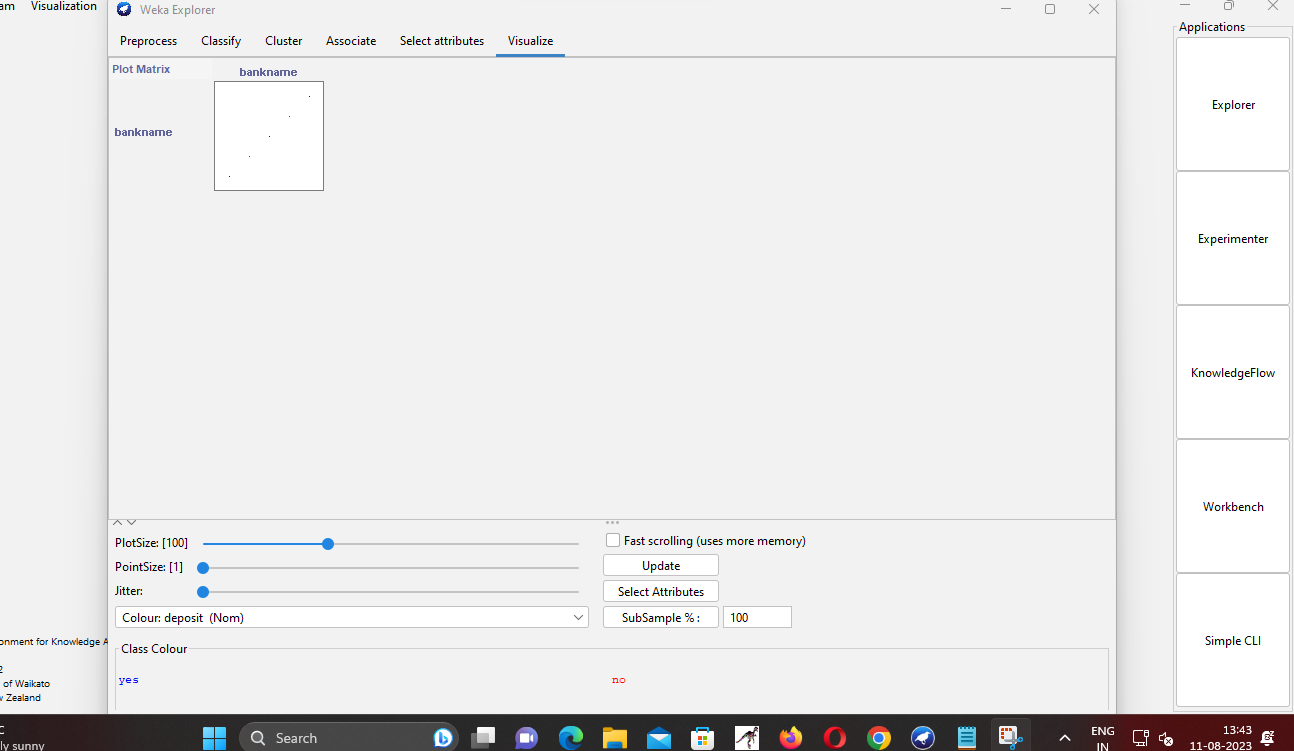 am Visualization
Weka Explorer
Applications
Preprocess Classify Cluster Associate Select attributes Visualize
Plot Matrix
bankname
bankname
Explorer
Experimenter
KnowledgeFlow
Workbench
Simple CLI
PlotSize: [100]
PointSize: [1]
Jitter:
Colour: deposit (Nom)
Fast scrolling (uses more memory)
Update
Select Attributes
SubSample % : 100
Class Colour
yes no
onment for Knowledge A
2
of Waikato
w Zealand
C
ly sunny
Search
ENG
IN
13:43
11-08-2023